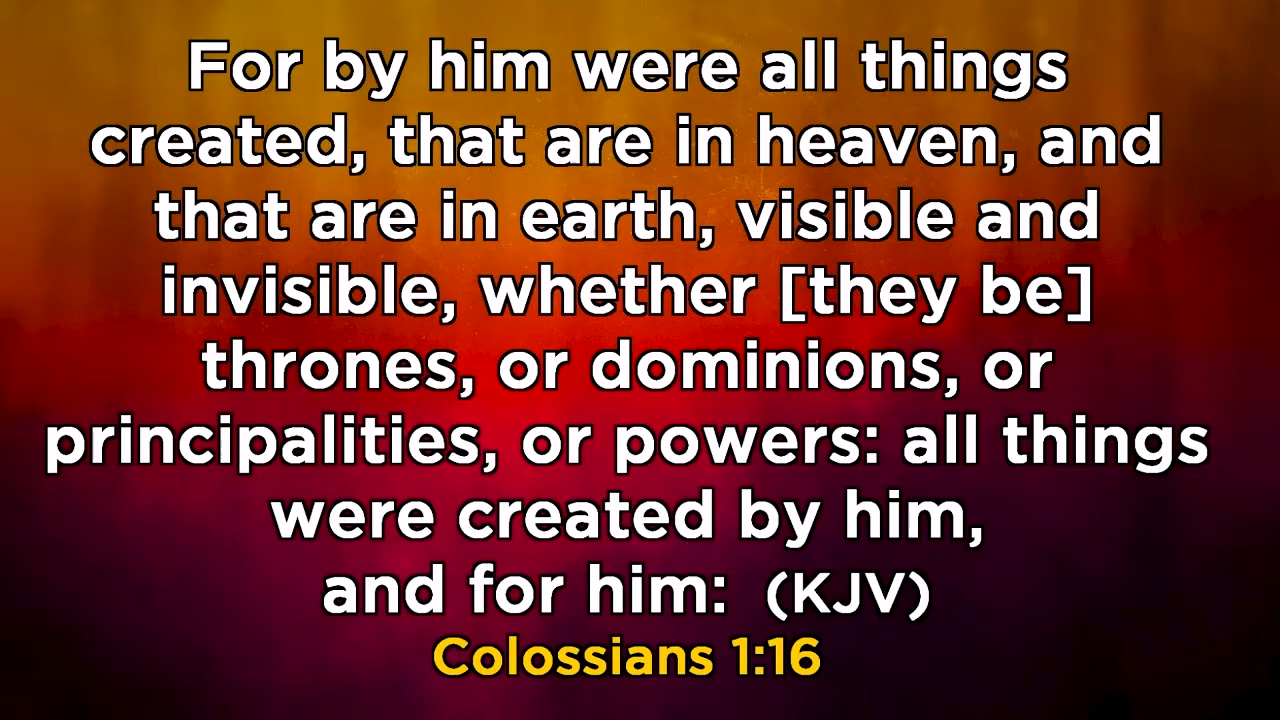 For by him were all things
created, that are in heaven, and
that are in earth, visible and
invisible, whether [they be]
thrones, or dominions, or
principalities, or powers: all things
were created by him,
and for him: (KJV)
Colossians 1:16